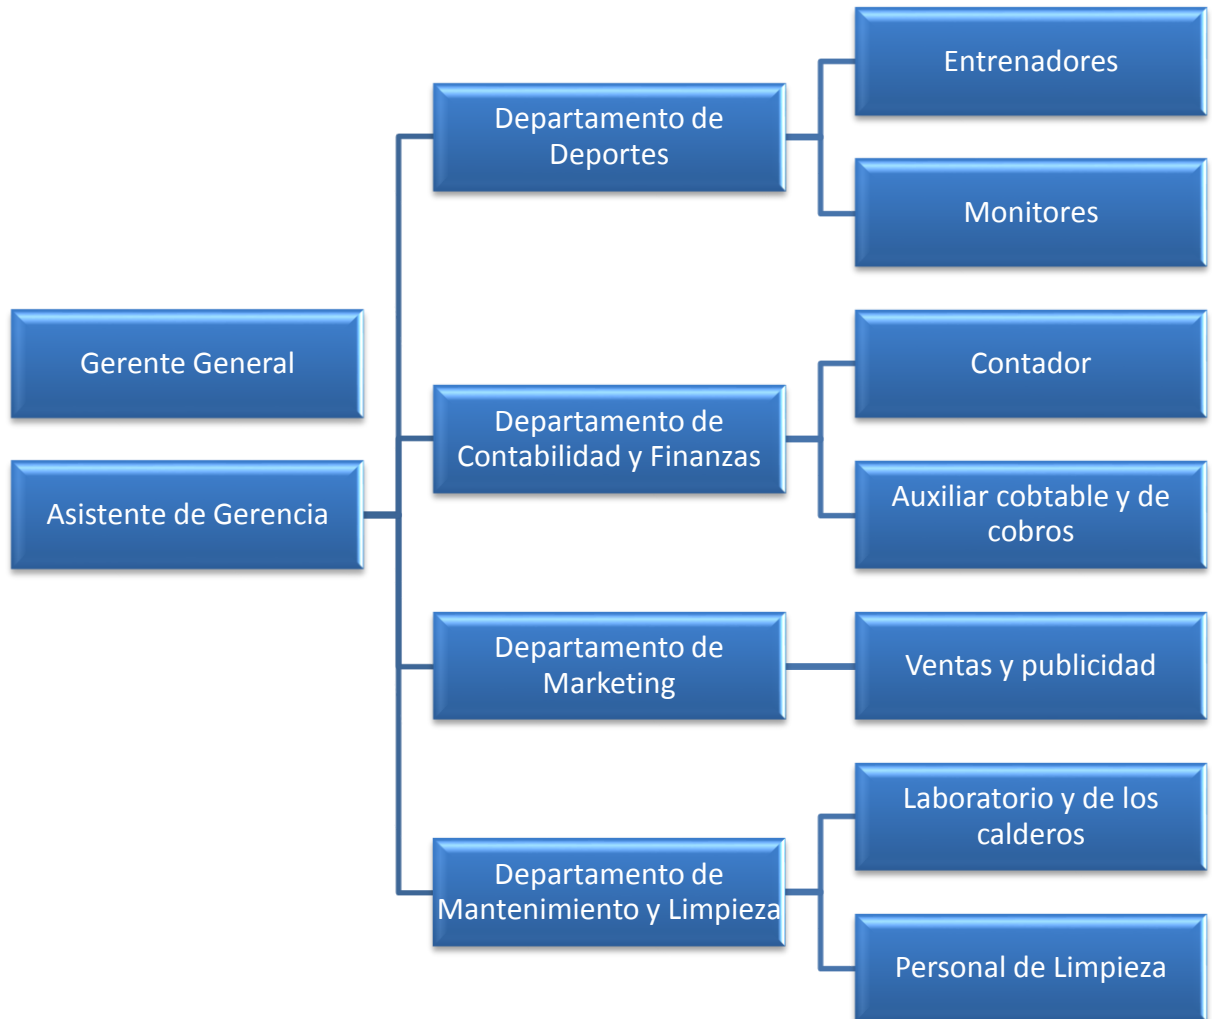 Gerente General
Asistente de Gerencia
Departamento de
Deportes
Entrenadores
Monitores
Departamento de
Contabilidad y Finanzas
Contador
Auxiliar cobtable y de
cobros
Departamento de
Marketing
Ventas y publicidad
Departamento de
Mantenimiento y Limpieza
Laboratorio y de los
calderos
Personal de Limpieza